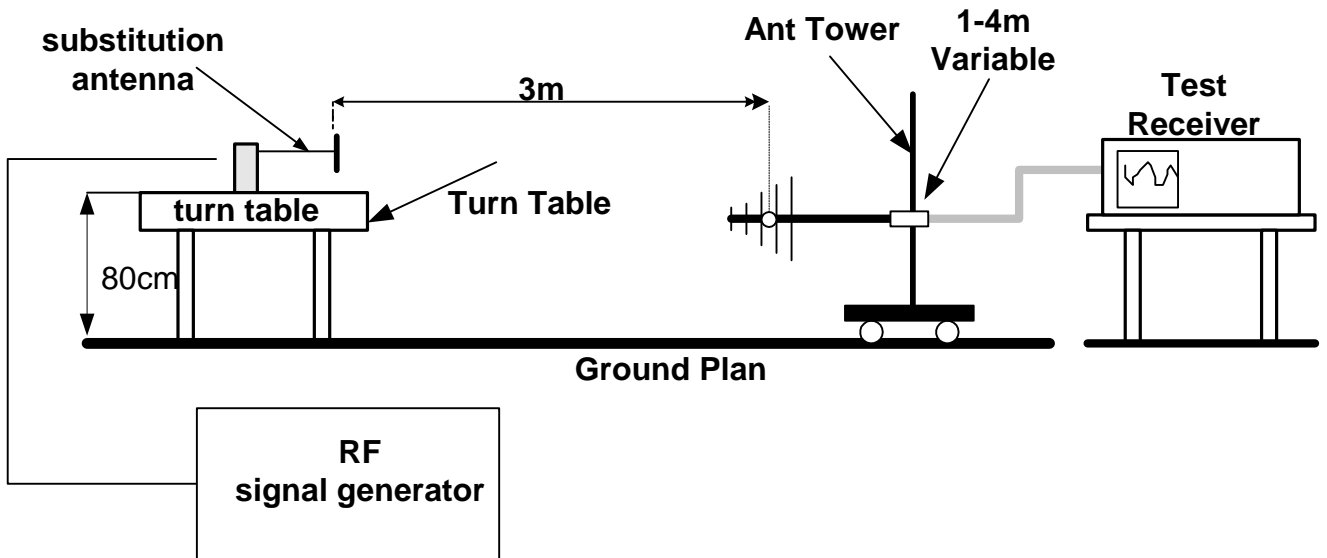 substitution
antenna
3m
Ant Tower
1-4m
Variable
Test
Receiver
turn table
Turn Table
80cm
Ground Plan
RF
signal generator